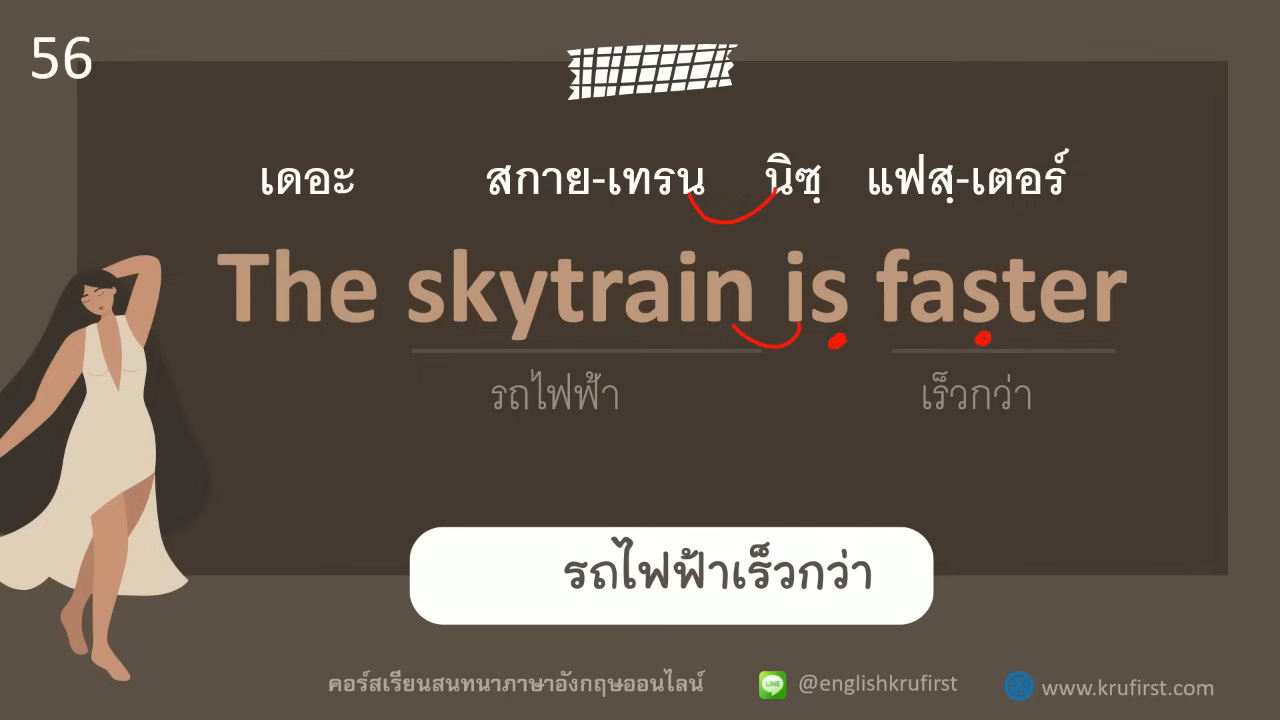 56
เดอะ สกาย-เทรน นิซฺ แฟสฺ-เตอร์
The skytrain is faster
รถไฟฟ้า เร็วกว่า
รถไฟฟ้าเร็วกว่า
คอร์สเรียนสนทนาภาษาอังกฤษออนไลน์ LINE @englishkrufirst www.krufirst.com